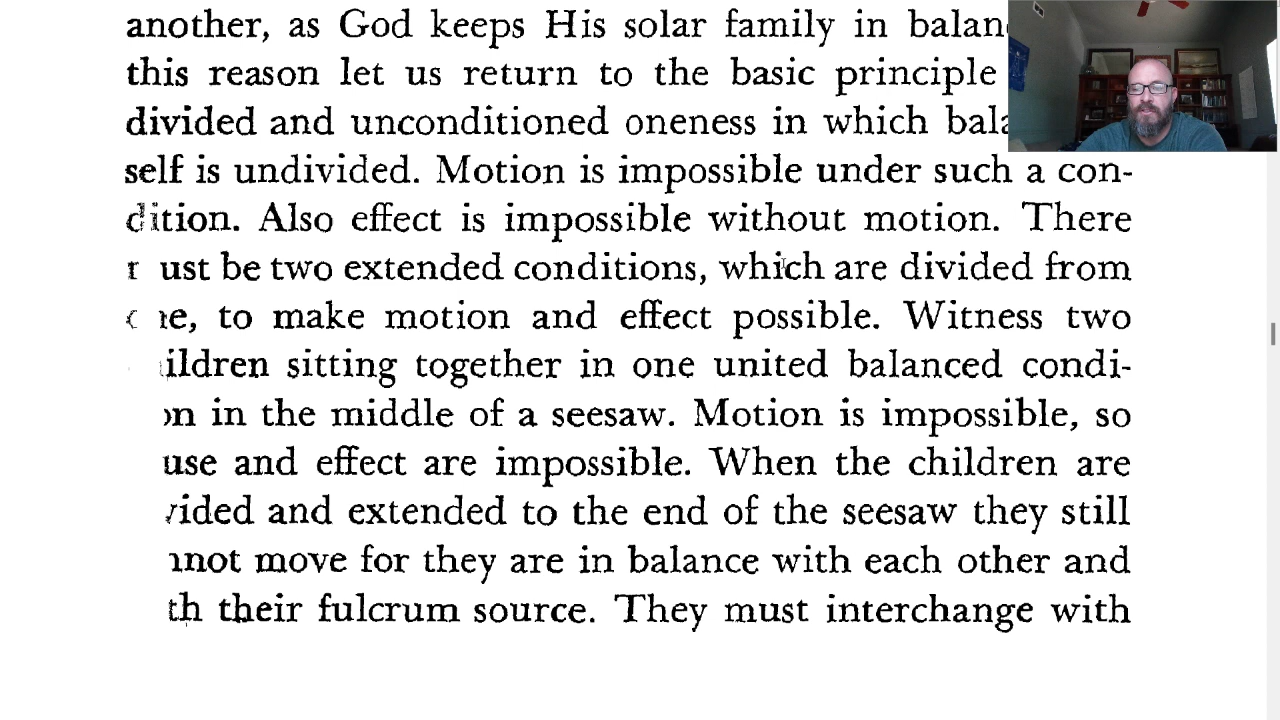 another, as God keeps His solar family in balan
this reason let us return to the basic principle
divided and unconditioned oneness in which bala
self is undivided. Motion is impossible under such a con-
dition. Also effect is impossible without motion. There
ust be two extended conditions, which are divided from
e, to make motion and effect possible. Witness two
ildren sitting together in one united balanced condi-
n in the middle of a seesaw. Motion is impossible, so
use and effect are impossible. When the children are
ided and extended to the end of the seesaw they still
not move for they are in balance with each other and
th their fulcrum source. They must interchange with